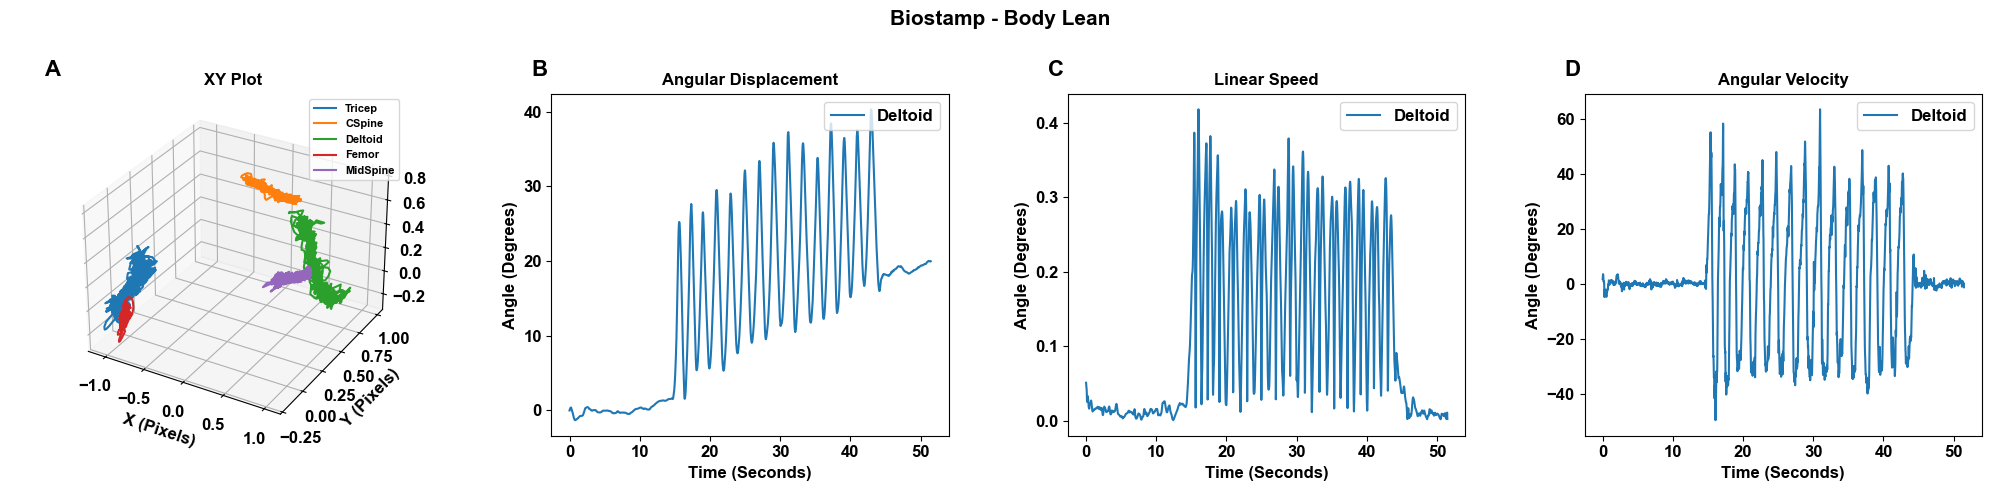 Biostamp - Body Lean
A
XY Plot
Tricep
CSpine
Deltoid
Femor
MidSpine
0.8
0.6
0.4
0.2
0.0
−0.2
1.00
0.75
0.50
0.25
0.00
−0.25
Y (Pixels)
−1.0
−0.5
0.0
0.5
1.0
X (Pixels)
B
Angular Displacement
Deltoid
40
30
20
10
0
Angle (Degrees)
0 10 20 30 40 50
Time (Seconds)
C
Linear Speed
Deltoid
0.4
0.3
0.2
0.1
0.0
Angle (Degrees)
0 10 20 30 40 50
Time (Seconds)
D
Angular Velocity
Deltoid
60
40
20
0
−20
−40
Angle (Degrees)
0 10 20 30 40 50
Time (Seconds)